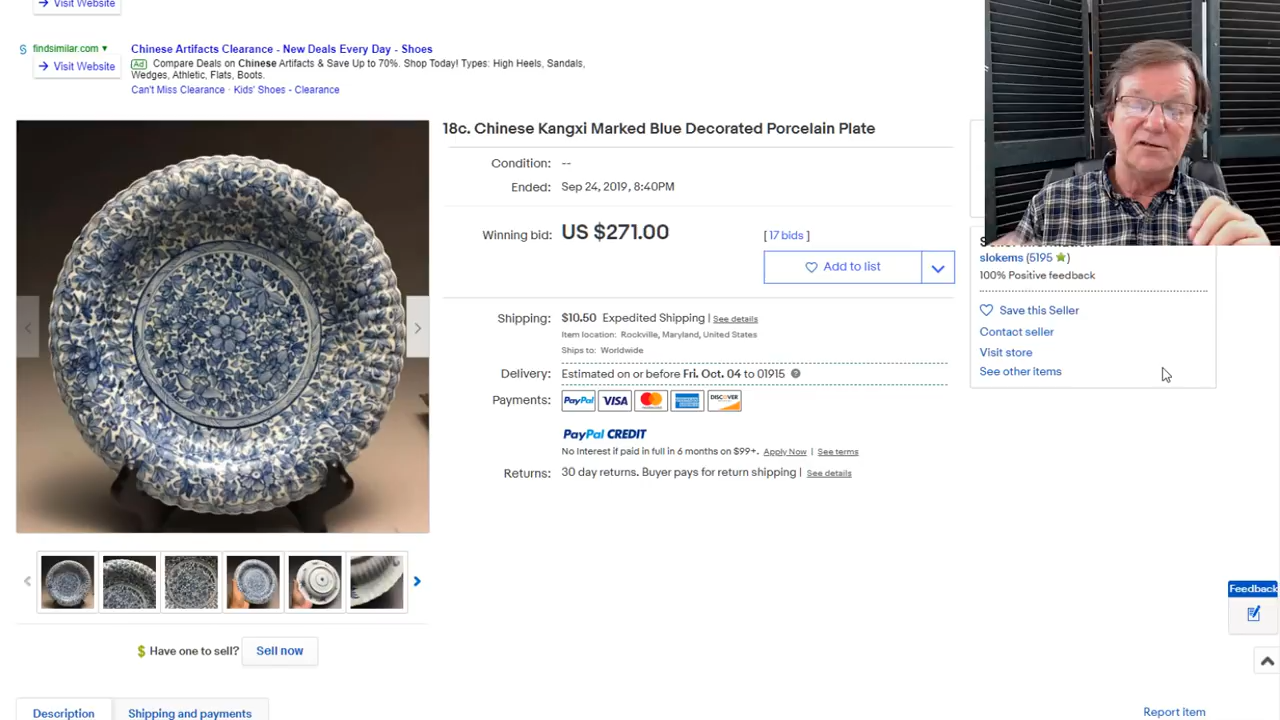 Visit Website
findsimilar.com
Chinese Artifacts Clearance - New Deals Every Day - Shoes
Visit Website
Ad Compare Deals on Chinese Artifacts & Save Up to 70%. Shop Today! Types: High Heels, Sandals,
Wedges, Athletic, Flats, Boots.
Can't Miss Clearance · Kids' Shoes - Clearance
18c. Chinese Kangxi Marked Blue Decorated Porcelain Plate
Condition: --
Ended: Sep 24, 2019, 8:40PM
Winning bid: US $271.00 [ 17 bids ]
Add to list
slokems (5195)
100% Positive feedback
Save this Seller
Contact seller
Visit store
See other items
Shipping: $10.50 Expedited Shipping | See details
Item location: Rockville, Maryland, United States
Ships to: Worldwide
Delivery: Estimated on or before Fri. Oct. 04 to 01915
Payments: PayPal VISA MasterCard DISCOVER
PayPal CREDIT
No Interest if paid in full in 6 months on $99+. Apply Now | See terms
Returns: 30 day returns. Buyer pays for return shipping | See details
Feedback
$ Have one to sell? Sell now
Description Shipping and payments
Report item